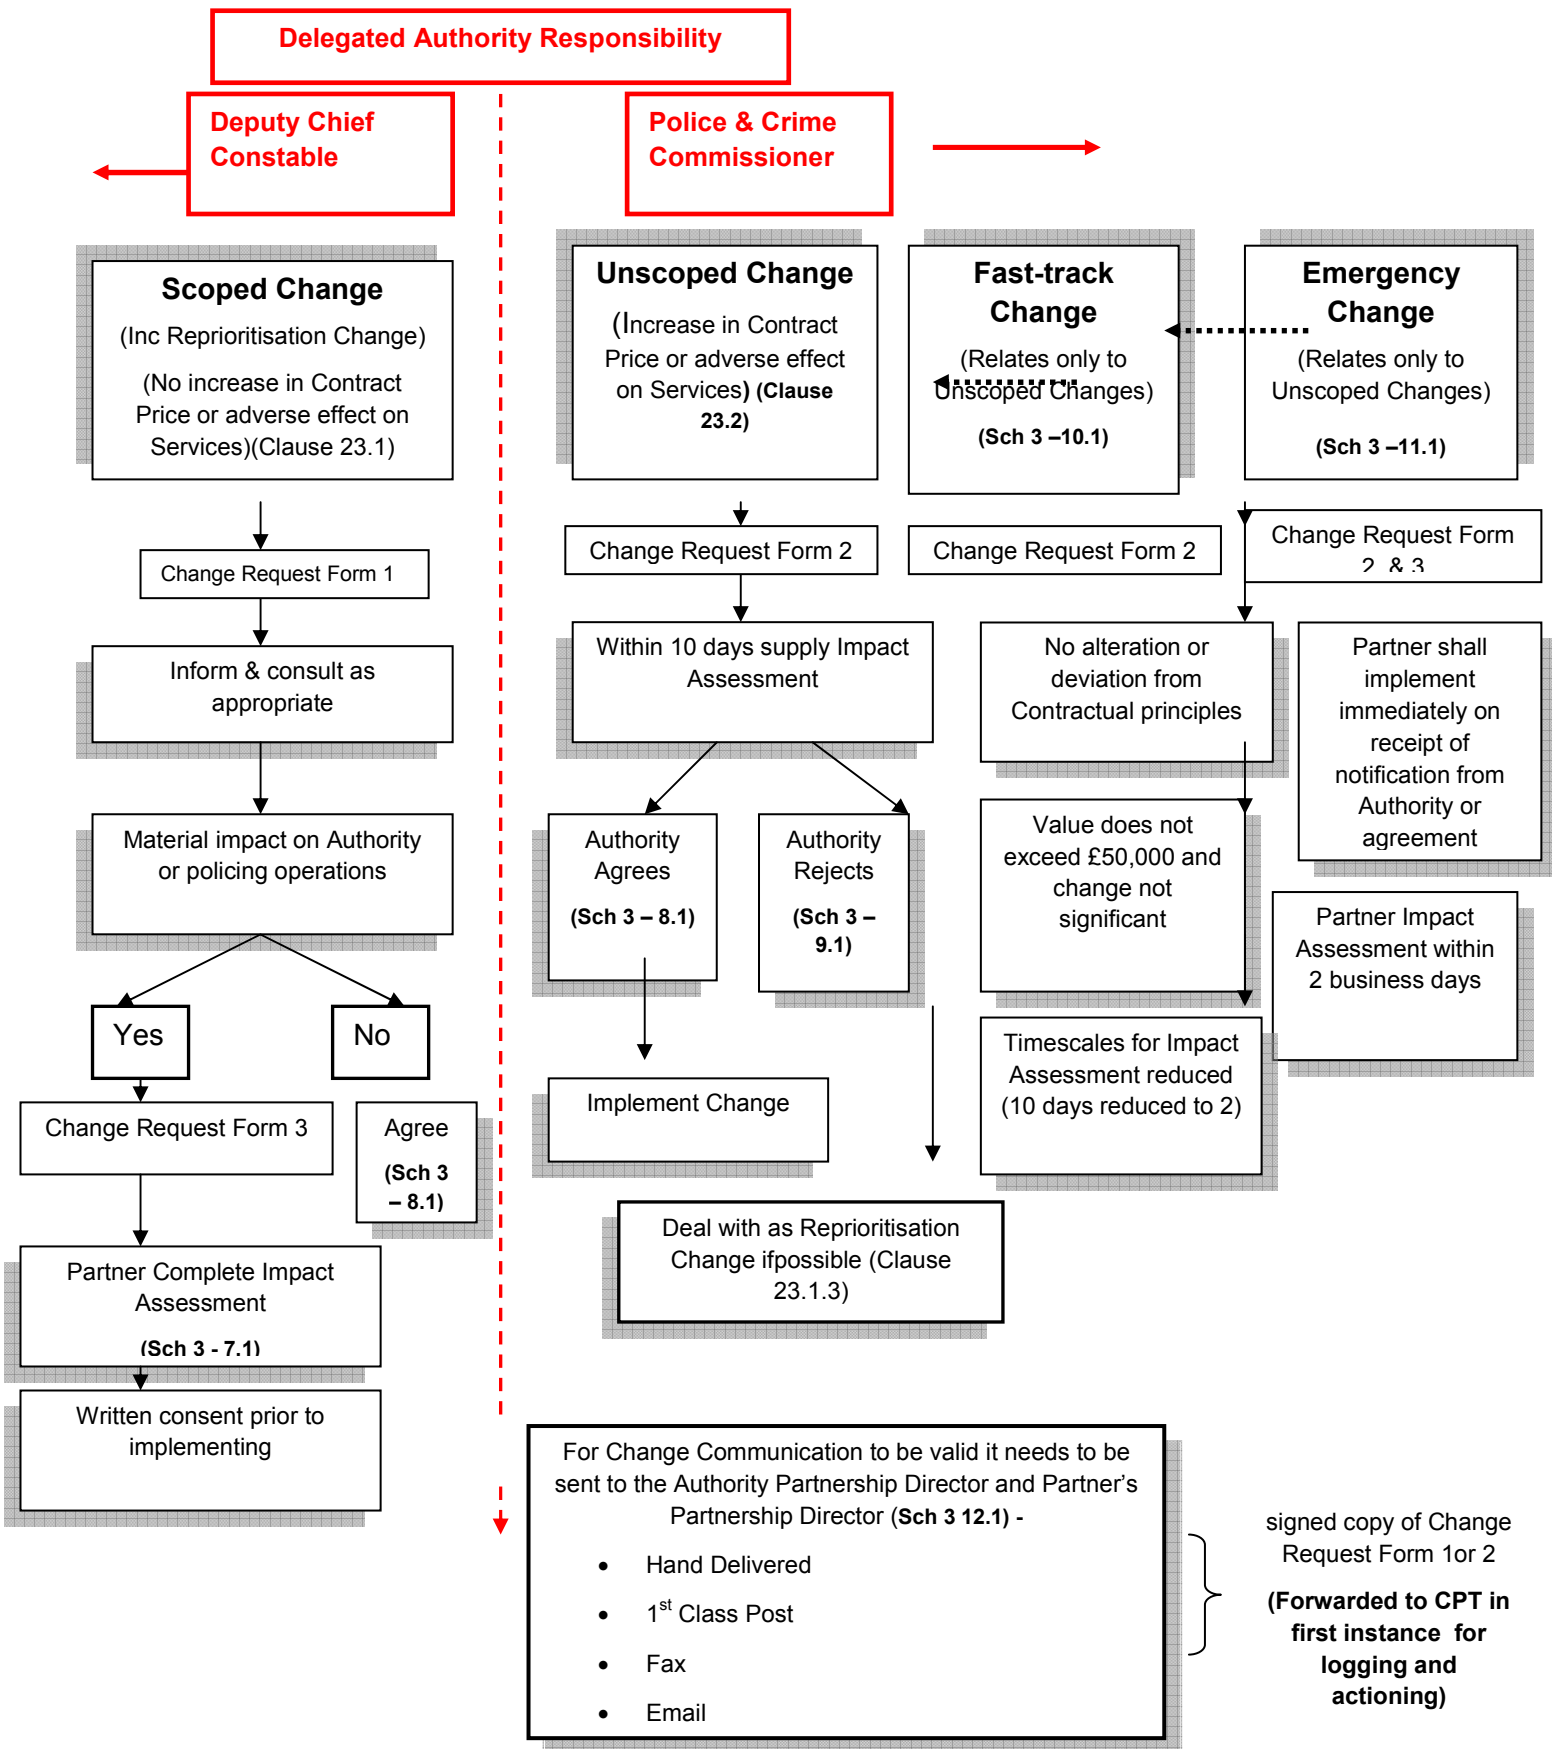 Delegated Authority Responsibility
Deputy Chief
Constable
Police & Crime
Commissioner
Scoped Change
(Inc Reprioritisation Change)
(No increase in Contract
Price or adverse effect on
Services)(Clause 23.1)
Unscoped Change
(Increase in Contract
Price or adverse effect
on Services) (Clause
23.2)
Fast-track
Change
(Relates only to
Unscoped Changes)
(Sch 3 –10.1)
Emergency
Change
(Relates only to
Unscoped Changes)
(Sch 3 –11.1)
Change Request Form 1
Change Request Form 2
Change Request Form 2
Change Request Form
2 & 3
Inform & consult as
appropriate
Within 10 days supply Impact
Assessment
No alteration or
deviation from
Contractual principles
Partner shall
implement
immediately on
receipt of
notification from
Authority or
agreement
Material impact on Authority
or policing operations
Authority
Agrees
(Sch 3 – 8.1)
Authority
Rejects
(Sch 3 –
9.1)
Value does not
exceed £50,000 and
change not
significant
Partner Impact
Assessment within
2 business days
Yes
No
Timescales for Impact
Assessment reduced
(10 days reduced to 2)
Change Request Form 3
Agree
(Sch 3
– 8.1)
Implement Change
Deal with as Reprioritisation
Change ifpossible (Clause
23.1.3)
Partner Complete Impact
Assessment
(Sch 3 - 7.1)
Written consent prior to
implementing
For Change Communication to be valid it needs to be
sent to the Authority Partnership Director and Partner’s
Partnership Director (Sch 3 12.1) -
• Hand Delivered
• 1st Class Post
• Fax
• Email
signed copy of Change
Request Form 1or 2
(Forwarded to CPT in
first instance for
logging and
actioning)